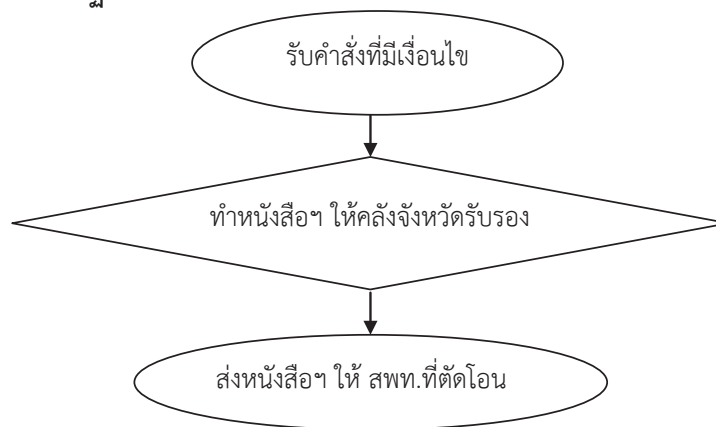 รับคำสั่งที่มีเงื่อนไข
ทำหนังสือฯ ให้คลังจังหวัดรับรอง
ส่งหนังสือฯ ให้ สพท.ที่ตัดโอน